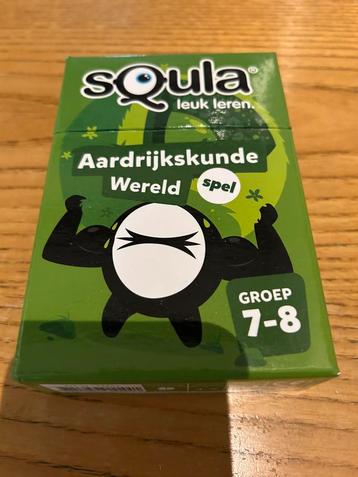 sQula®
leuk leren.
Aardrijkskunde
Wereld spel
GROEP
7-8